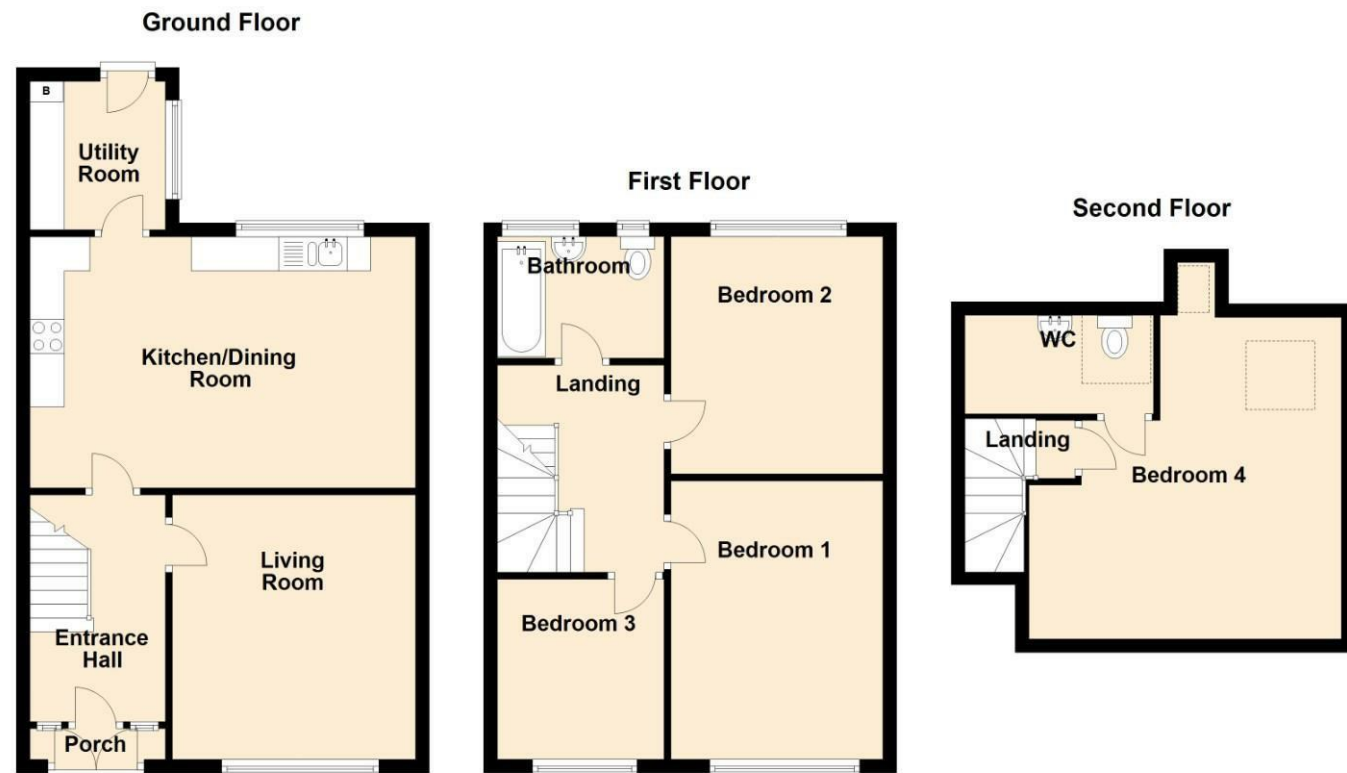 Ground Floor
B
Utility
Room
Kitchen/Dining
Room
Living
Room
Entrance
Hall
Porch
First Floor
Bathroom
Bedroom 2
Landing
Bedroom 1
Bedroom 3
Second Floor
WC
Landing
Bedroom 4